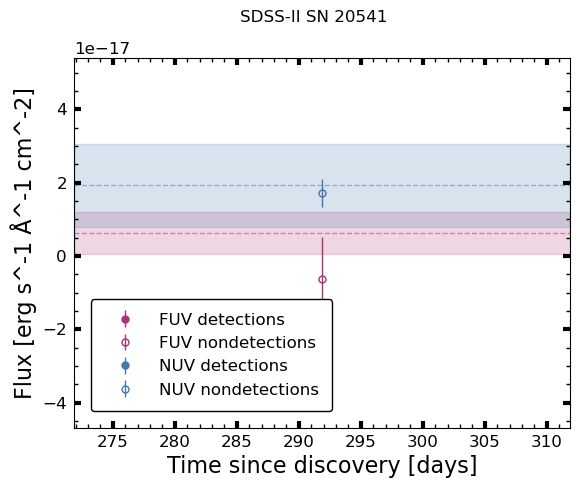 SDSS-II SN 20541
1e−17
Flux [erg s^-1 Å^-1 cm^-2]
4
2
0
−2
−4
FUV detections
FUV nondetections
NUV detections
NUV nondetections
275 280 285 290 295 300 305 310
Time since discovery [days]